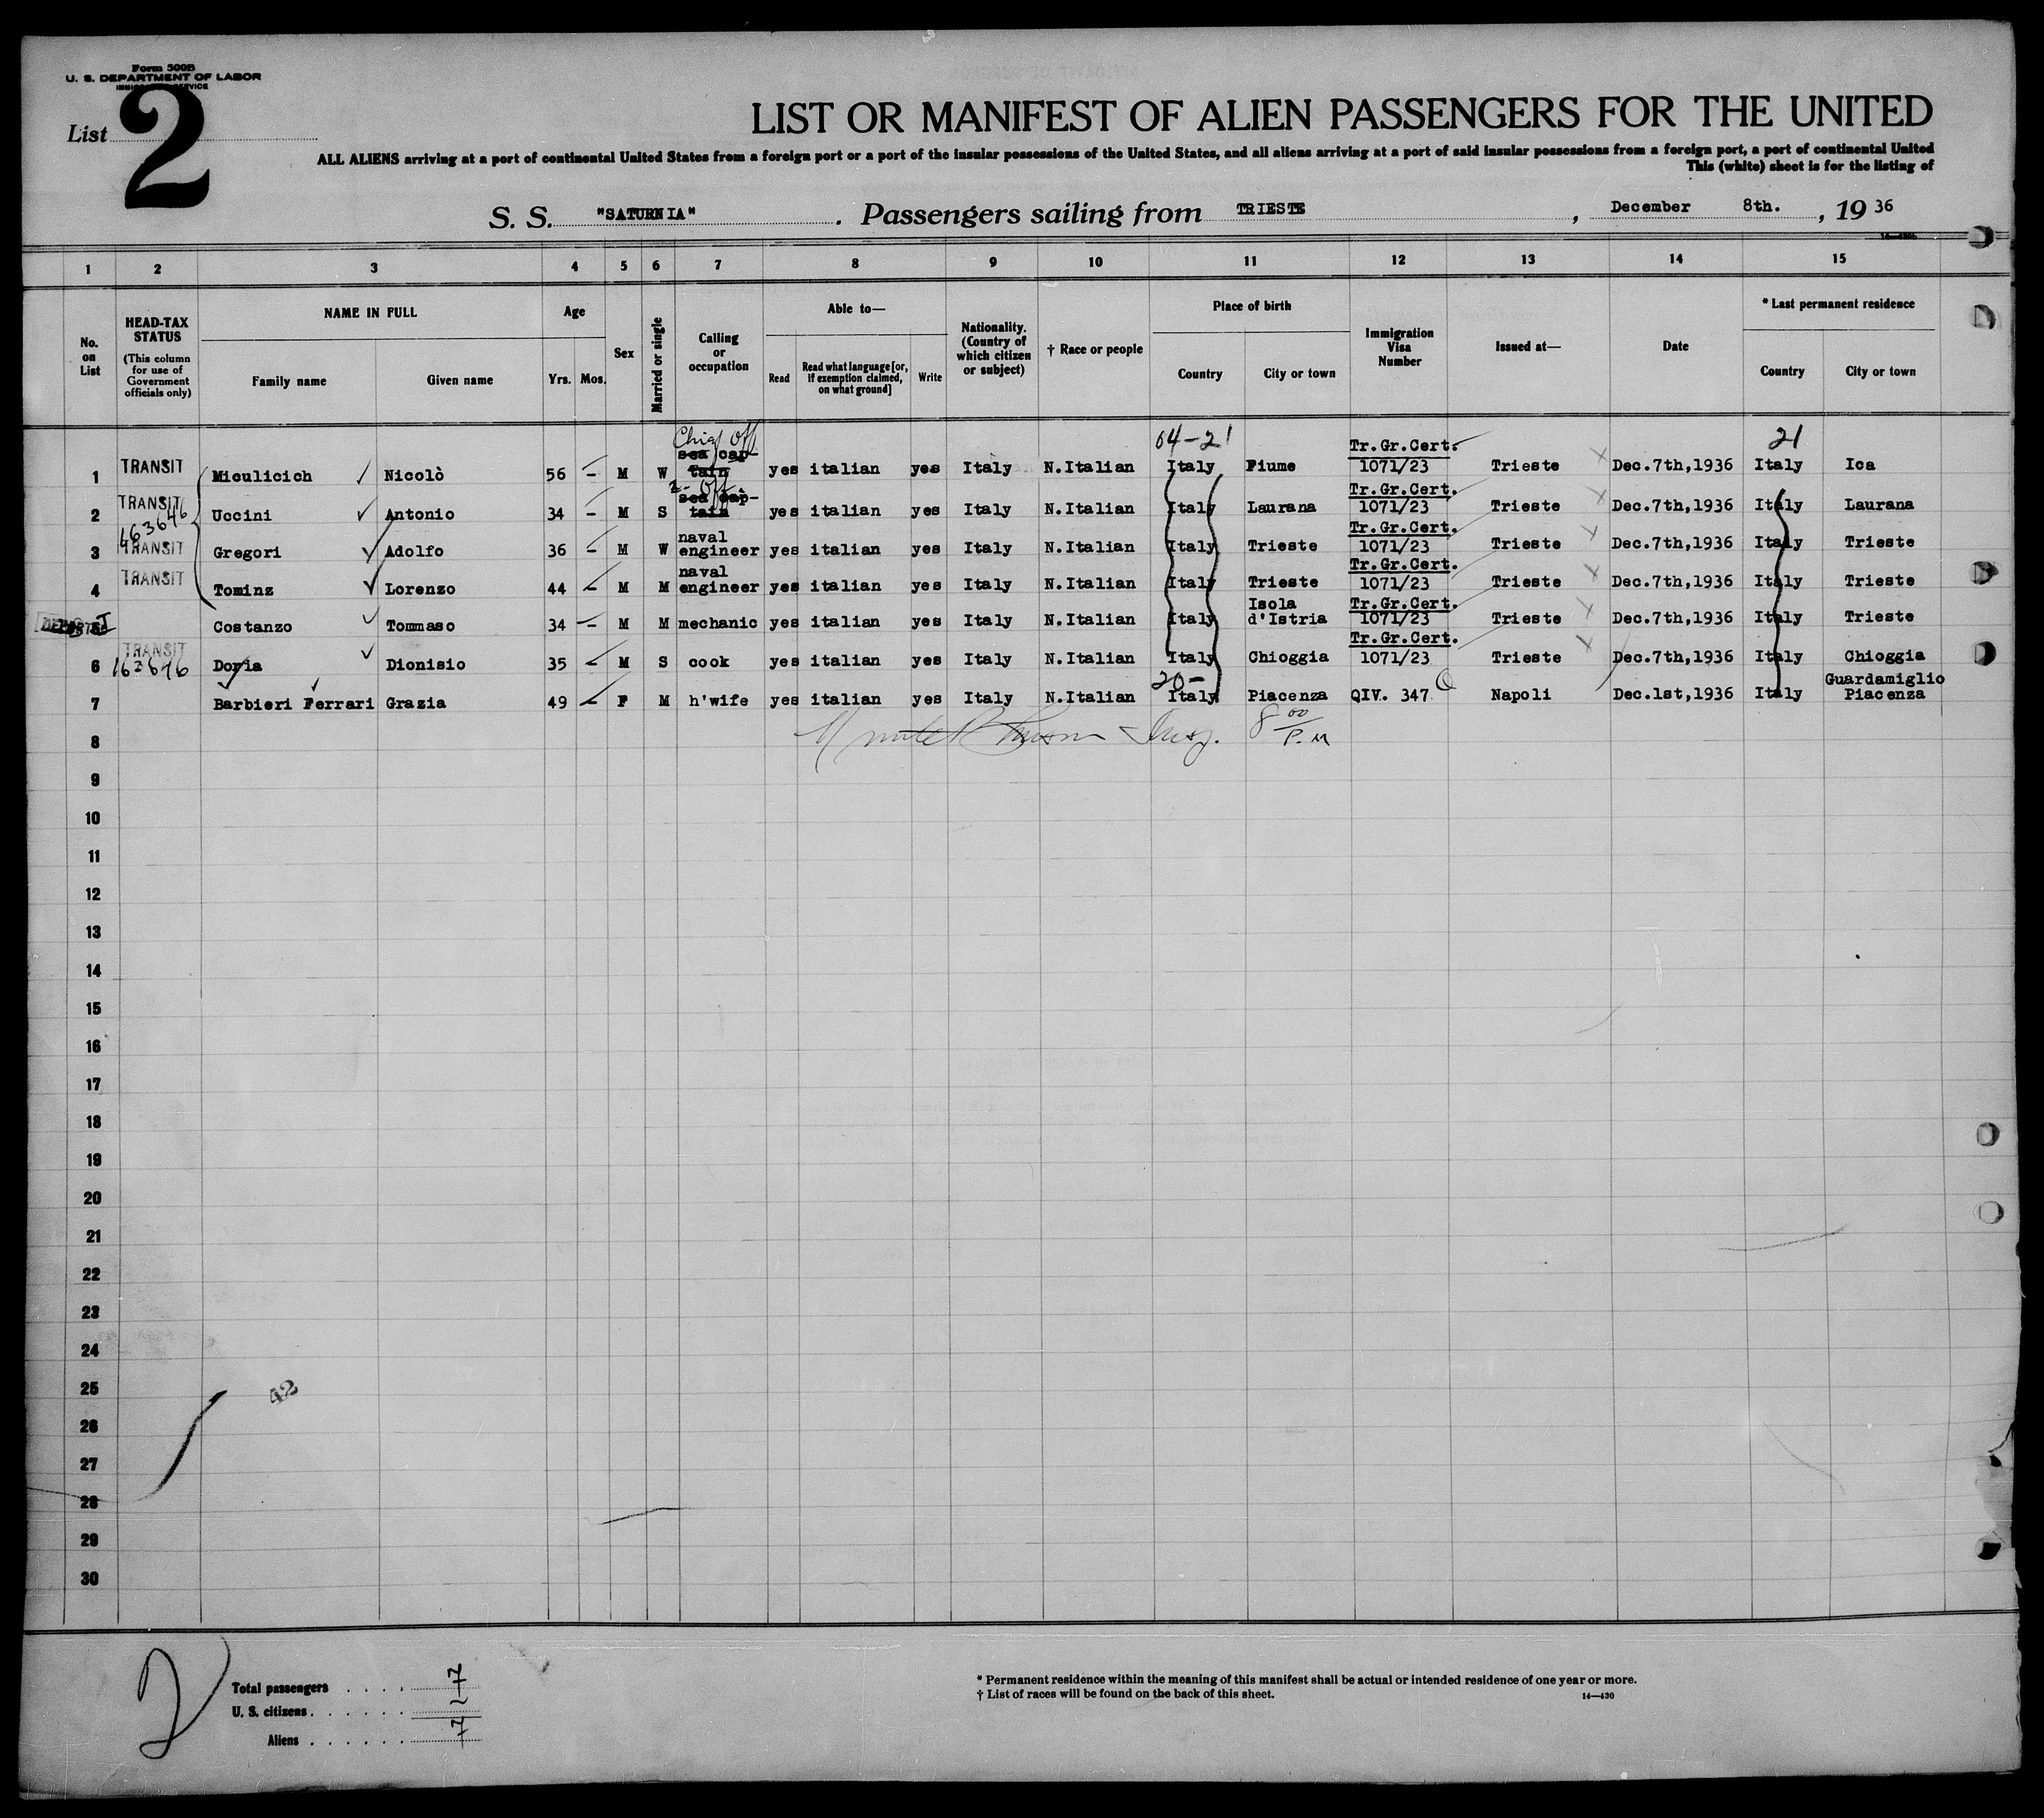 Form 500B
U. S. DEPARTMENT OF LABOR
List 2
LIST OR MANIFEST OF ALIEN PASSENGERS FOR THE UNITED
ALL ALIENS arriving at a port of continental United States from a foreign port or a port of the insular possessions of the United States, and all aliens arriving at a port of said insular possessions from a foreign port, a port of continental United
This (white) sheet is for the listing of
S. S. "SATURNIA". Passengers sailing from TRIESTE, December 8th., 19 36
1 2 3 4 5 6 7 8 9 10 11 12 13 14 15
No. on List
HEAD-TAX STATUS
(This column for use of Government officials only)
NAME IN FULL
Family name
Given name
Age
Yrs. Mos.
Sex
Married or single
Calling or occupation
Able to—
Read
Read what language [or, if exemption claimed, on what ground]
Write
Nationality. (Country of which citizen or subject)
† Race or people
Place of birth
Country
City or town
Immigration Visa Number
Issued at—
Date
* Last permanent residence
Country
City or town
04-21 21
1 TRANSIT Miculicich Nicolò 56 - M W Chief Off sea captain yes italian yes Italy N.Italian Italy Fiume Tr.Gr.Cert. 1071/23 Trieste Dec.7th,1936 Italy Ica
2 TRANSIT 163646 Uccini Antonio 34 - M S 2- Off. sea captain yes italian yes Italy N.Italian Italy Laurana Tr.Gr.Cert. 1071/23 Trieste Dec.7th,1936 Italy Laurana
3 TRANSIT Gregori Adolfo 36 - M W naval engineer yes italian yes Italy N.Italian Italy Trieste Tr.Gr.Cert. 1071/23 Trieste Dec.7th,1936 Italy Trieste
4 TRANSIT Tominz Lorenzo 44 - M M naval engineer yes italian yes Italy N.Italian Italy Trieste Tr.Gr.Cert. 1071/23 Trieste Dec.7th,1936 Italy Trieste
5 Costanzo Tommaso 34 - M M mechanic yes italian yes Italy N.Italian Italy Isola d'Istria Tr.Gr.Cert. 1071/23 Trieste Dec.7th,1936 Italy Trieste
6 TRANSIT 163646 Doria Dionisio 35 - M S cook yes italian yes Italy N.Italian Italy Chioggia Tr.Gr.Cert. 1071/23 Trieste Dec.7th,1936 Italy Chioggia
20-
7 Barbieri Ferrari Grazia 49 - F M h'wife yes italian yes Italy N.Italian Italy Piacenza QIV. 347 Napoli Dec.1st,1936 Italy Guardamiglio Piacenza
8 Insp. 8 00 P.M
9
10
11
12
13
14
15
16
17
18
19
20
21
22
23
24
25
42
26
27
28
29
30
2
Total passengers . . . . 7
U. S. citizens . . . . . . ~
Aliens . . . . . . 7
* Permanent residence within the meaning of this manifest shall be actual or intended residence of one year or more.
† List of races will be found on the back of this sheet.
14—430